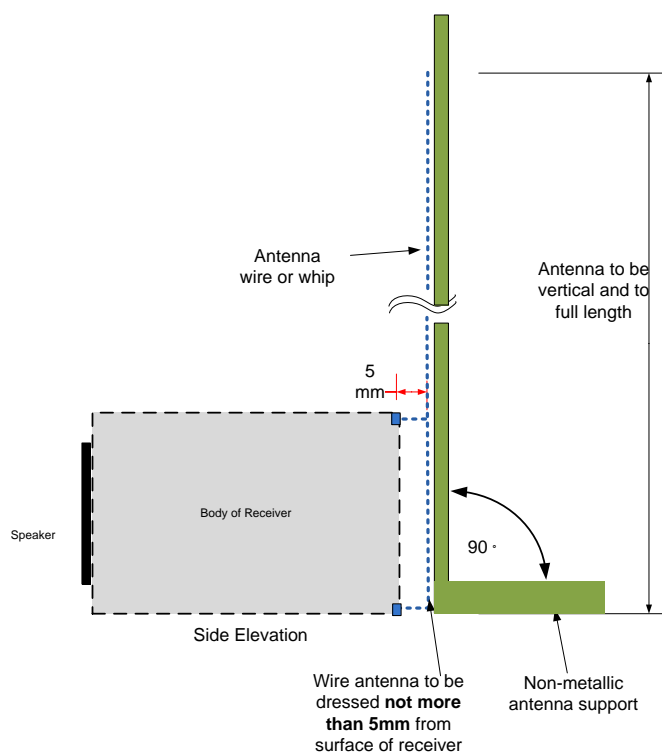 Antenna
wire or whip
Antenna to be
vertical and to
full length
5
mm
Body of Receiver
Speaker
90 °
Side Elevation
Wire antenna to be
dressed not more
than 5mm from
surface of receiver
Non-metallic
antenna support